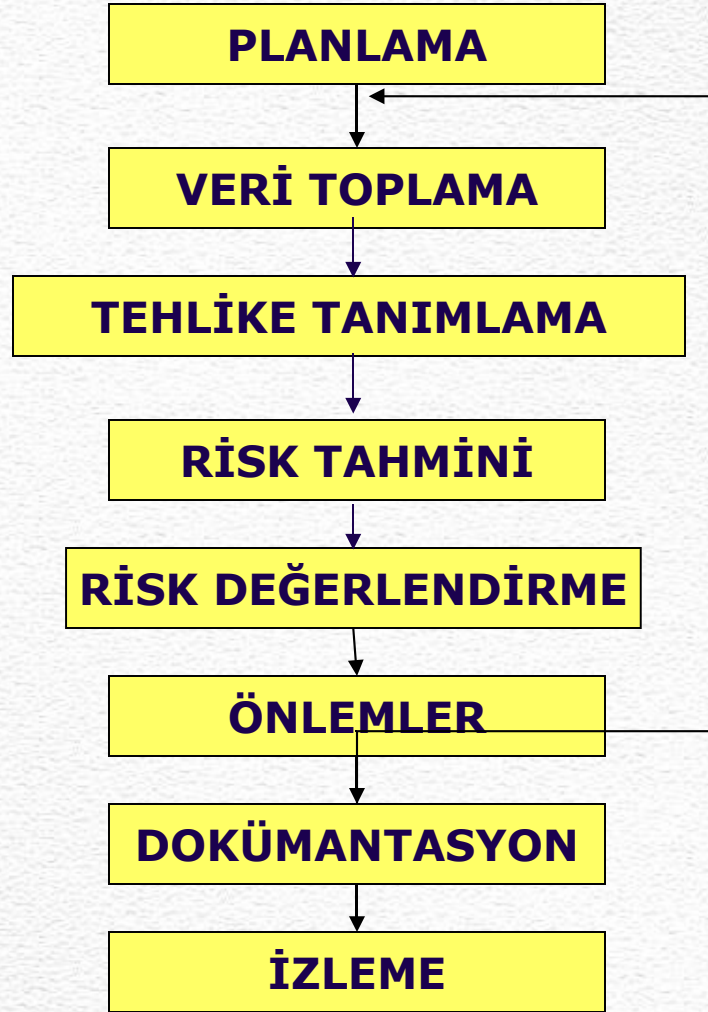 PLANLAMA
VERİ TOPLAMA
TEHLİKE TANIMLAMA
RİSK TAHMİNİ
RİSK DEĞERLENDİRME
ÖNLEMLER
DOKÜMANTASYON
İZLEME